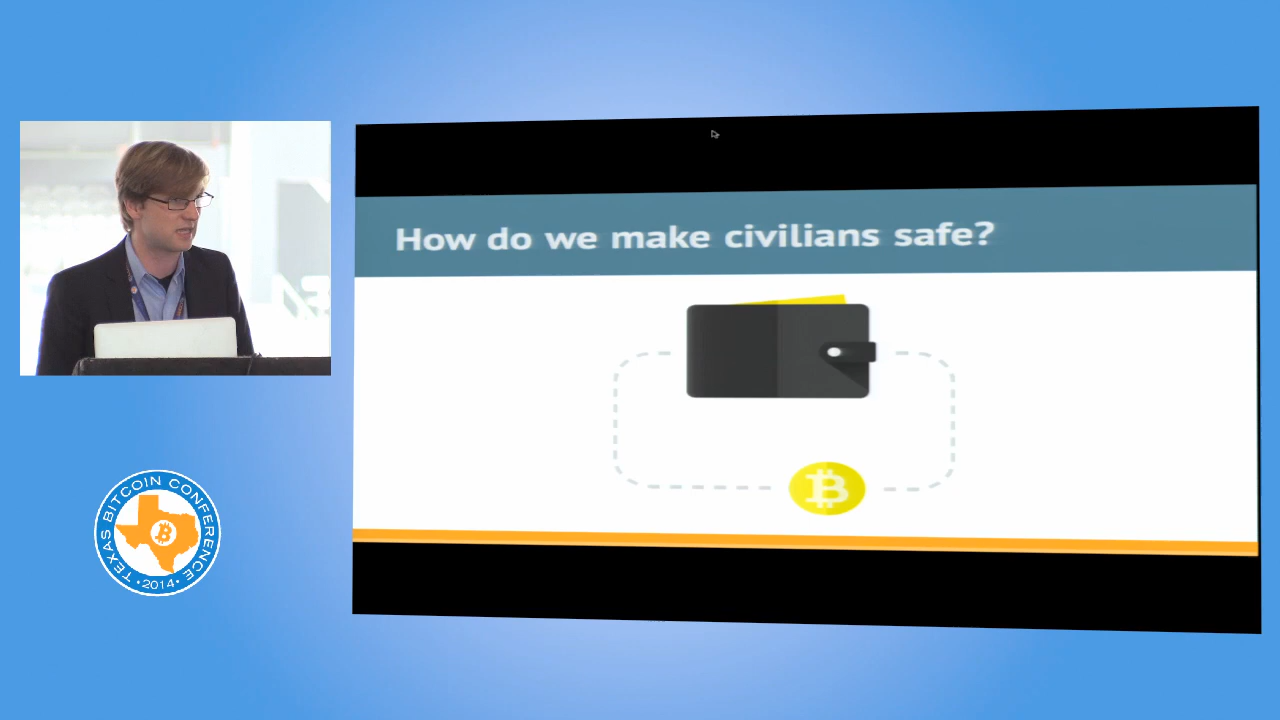 How do we make civilians safe?
TEXAS BITCOIN CONFERENCE
• 2014 •